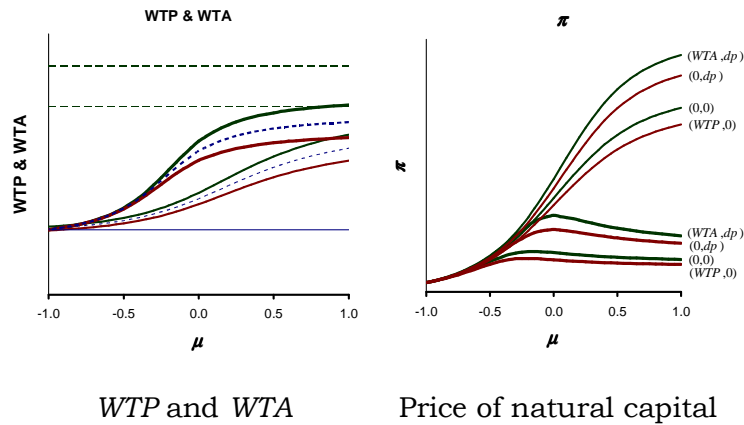 WTP & WTA
WTP & WTA
-1.0 -0.5 0.0 0.5 1.0
μ
WTP and WTA
π
π
(WTA,dp)
(0,dp)
(0,0)
(WTP,0)
(WTA,dp)
(0,dp)
(0,0)
(WTP,0)
-1.0 -0.5 0.0 0.5 1.0
μ
Price of natural capital